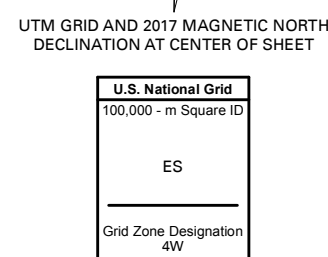 UTM GRID AND 2017 MAGNETIC NORTH
DECLINATION AT CENTER OF SHEET
U.S. National Grid
100,000 - m Square ID
ES
Grid Zone Designation
4W